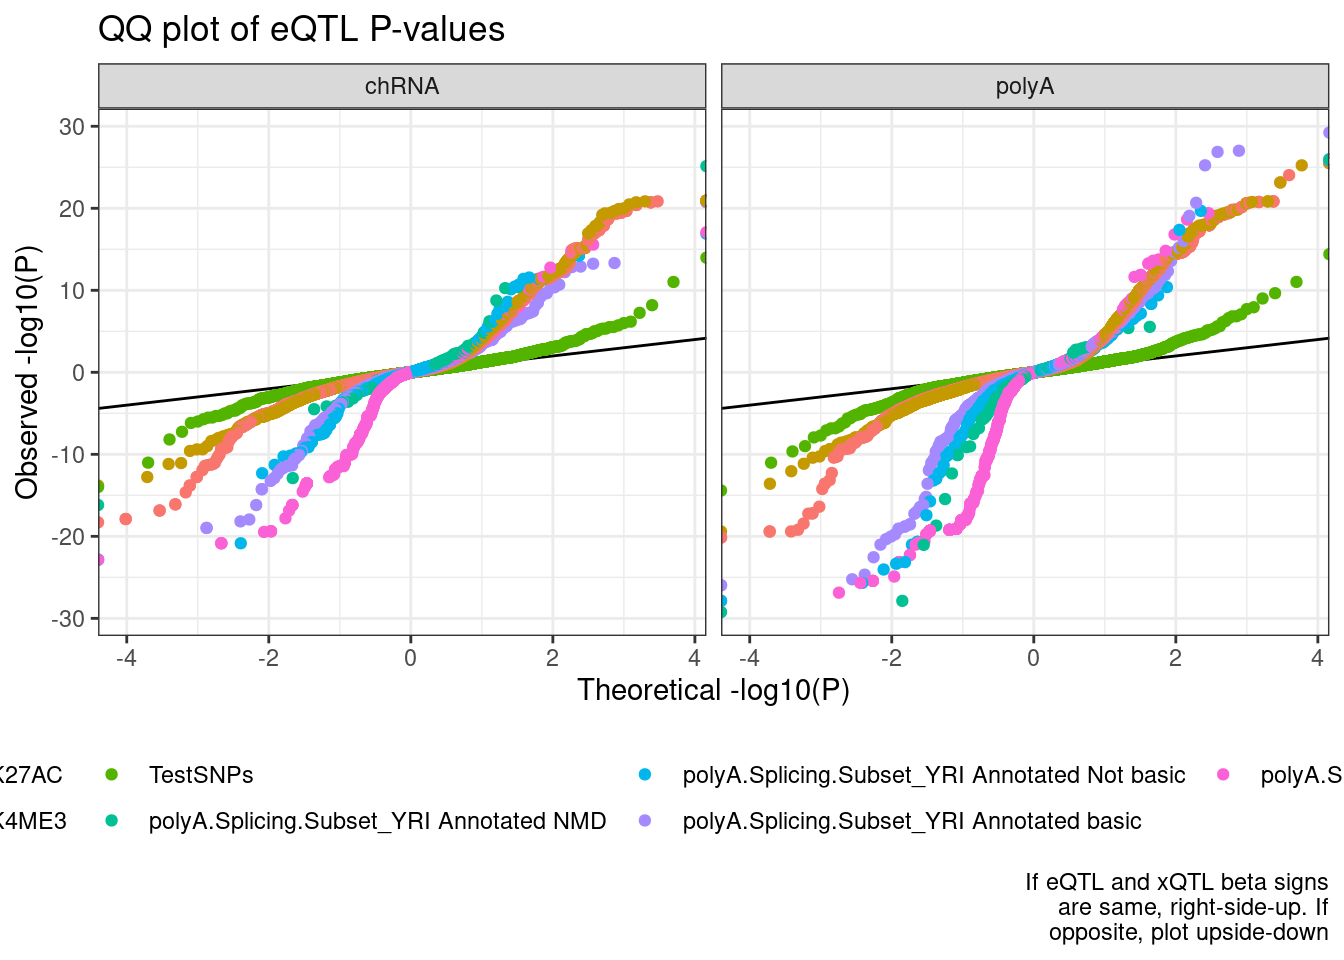 QQ plot of eQTL P-values
chRNA
polyA
30
20
10
0
-10
-20
-30
Observed -log10(P)
-4
-2
0
2
4
-4
-2
0
2
4
Theoretical -log10(P)
K27AC
TestSNPs
polyA.Splicing.Subset_YRI Annotated Not basic
polyA.S
K4ME3
polyA.Splicing.Subset_YRI Annotated NMD
polyA.Splicing.Subset_YRI Annotated basic
If eQTL and xQTL beta signs
are same, right-side-up. If
opposite, plot upside-down